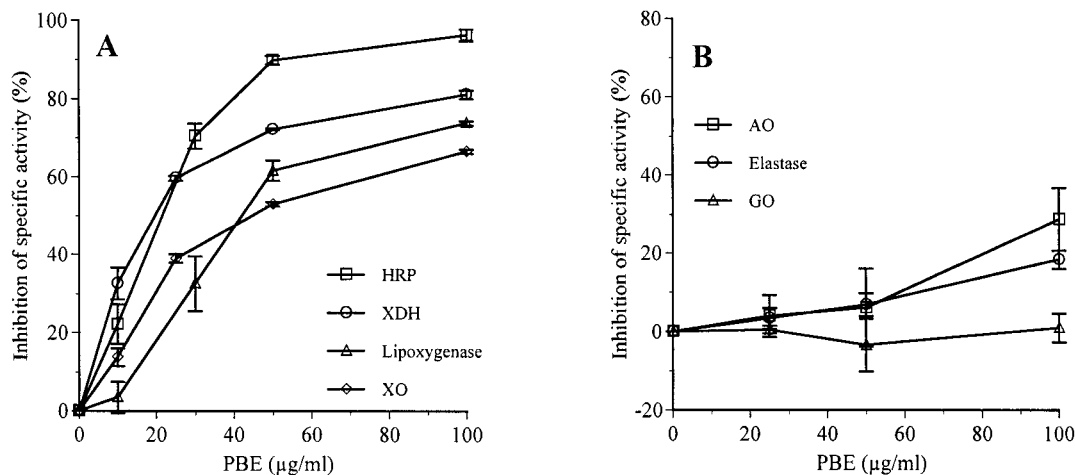 A
Inhibition of specific activity (%)
100
80
60
40
20
0
HRP
XDH
Lipoxygenase
XO
0 20 40 60 80 100
PBE (µg/ml)
B
Inhibition of specific activity (%)
80
60
40
20
0
-20
AO
Elastase
GO
0 20 40 60 80 100
PBE (µg/ml)